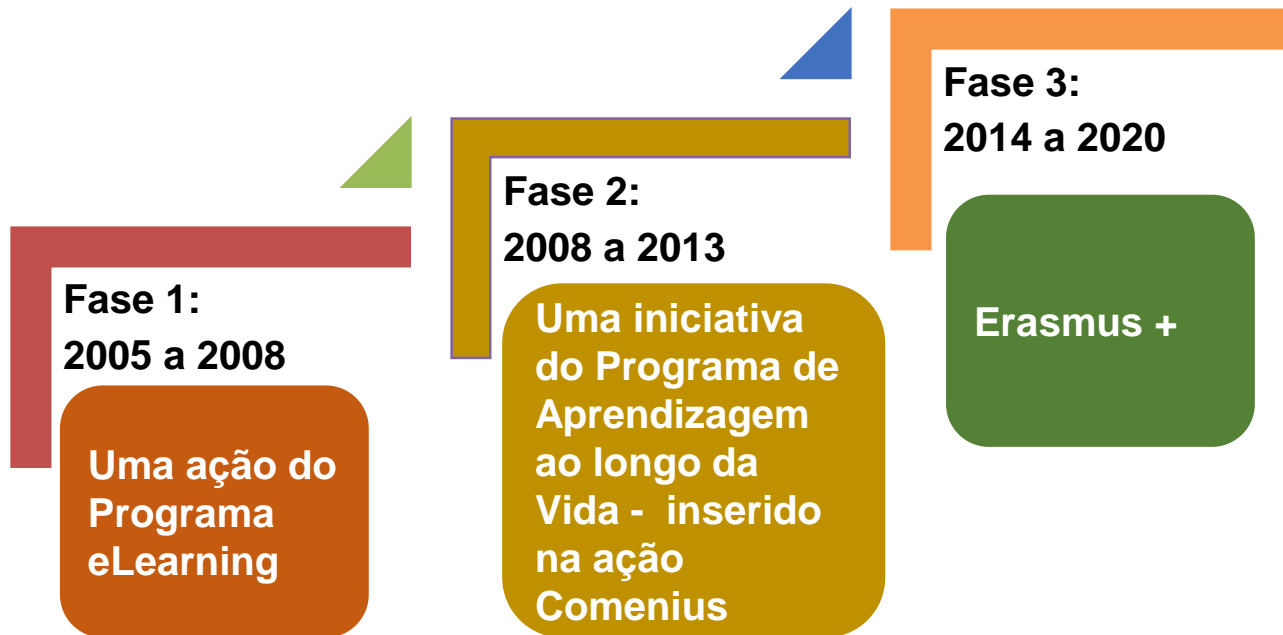 Fase 1:
2005 a 2008
Uma ação do
Programa
eLearning
Fase 2:
2008 a 2013
Uma iniciativa
do Programa de
Aprendizagem
ao longo da
Vida - inserido
na ação
Comenius
Fase 3:
2014 a 2020
Erasmus +